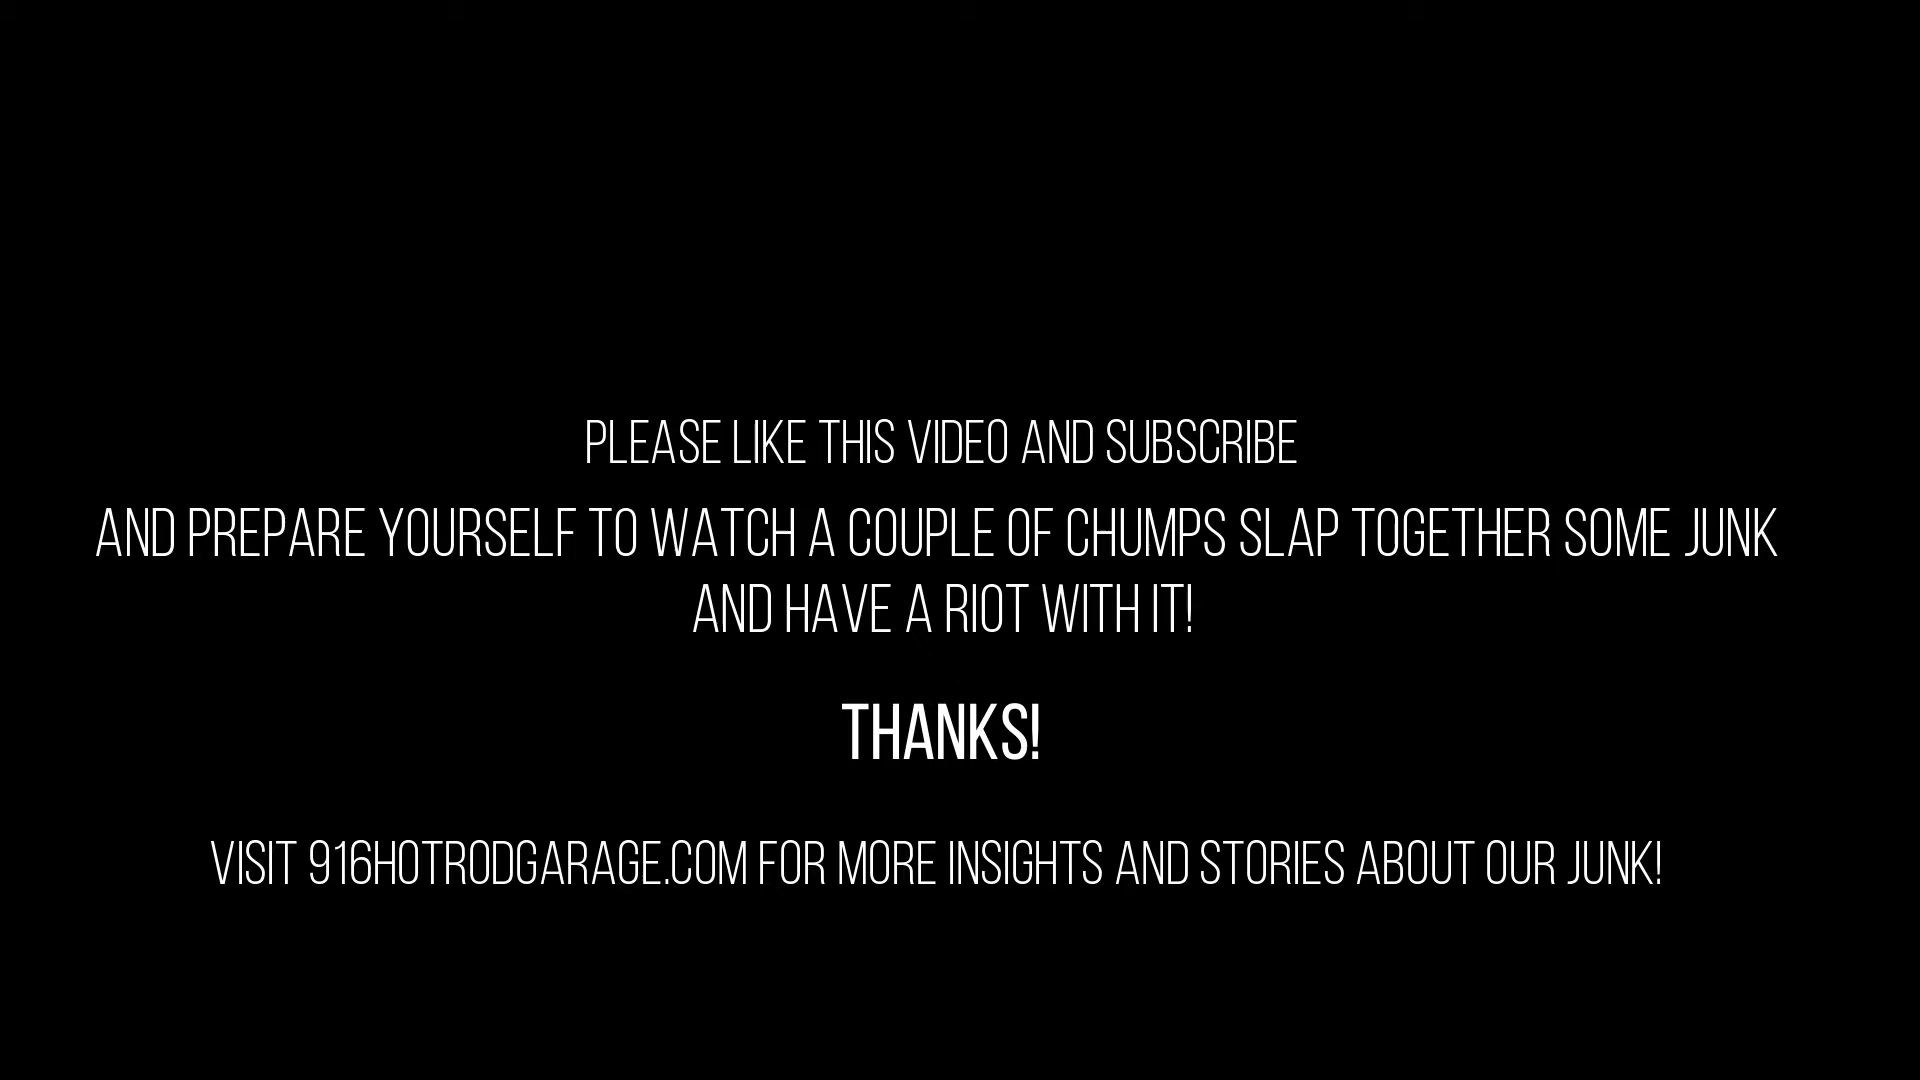 PLEASE LIKE THIS VIDEO AND SUBSCRIBE
AND PREPARE YOURSELF TO WATCH A COUPLE OF CHUMPS SLAP TOGETHER SOME JUNK
AND HAVE A RIOT WITH IT!
THANKS!
VISIT 916HOTRODGARAGE.COM FOR MORE INSIGHTS AND STORIES ABOUT OUR JUNK!